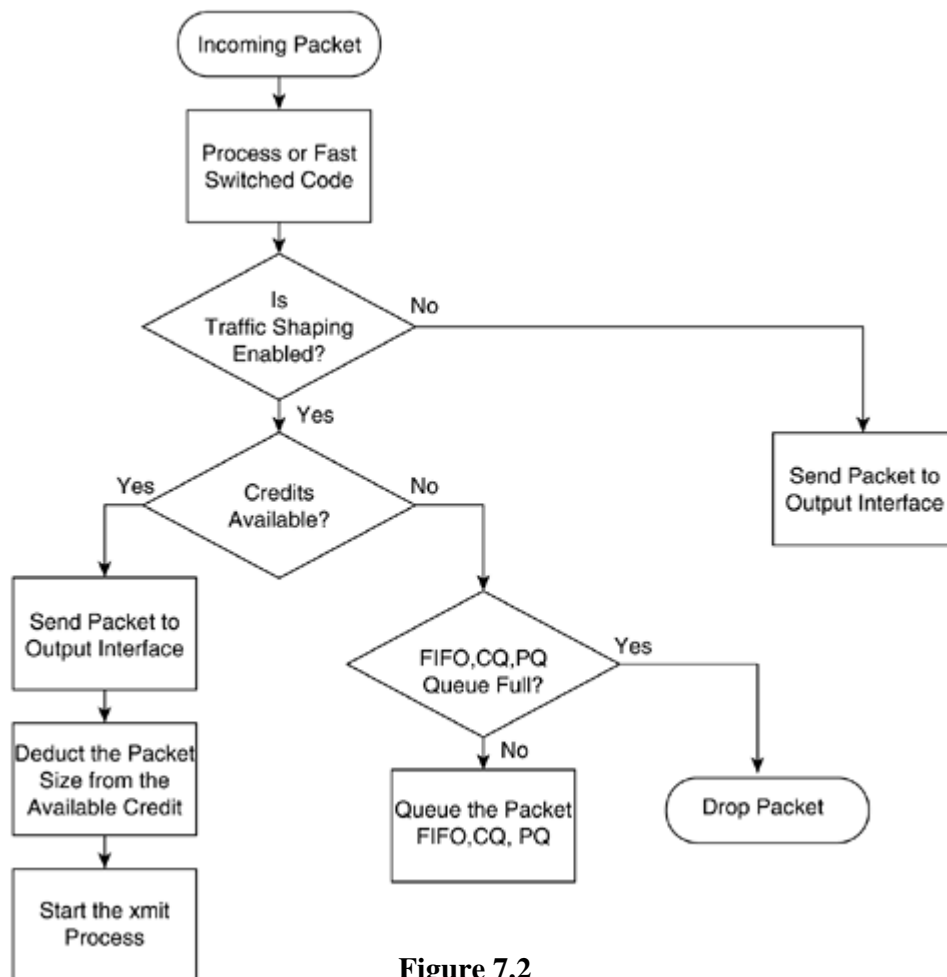 Incoming Packet
Process or Fast
Switched Code
Is
Traffic Shaping
Enabled?
No
Yes
Send Packet to
Output Interface
Yes
Credits
Available?
No
Send Packet to
Output Interface
FIFO,CQ,PQ
Queue Full?
Yes
No
Deduct the Packet
Size from the
Available Credit
Queue the Packet
FIFO,CQ, PQ
Drop Packet
Start the xmit
Process
Figure 7.2